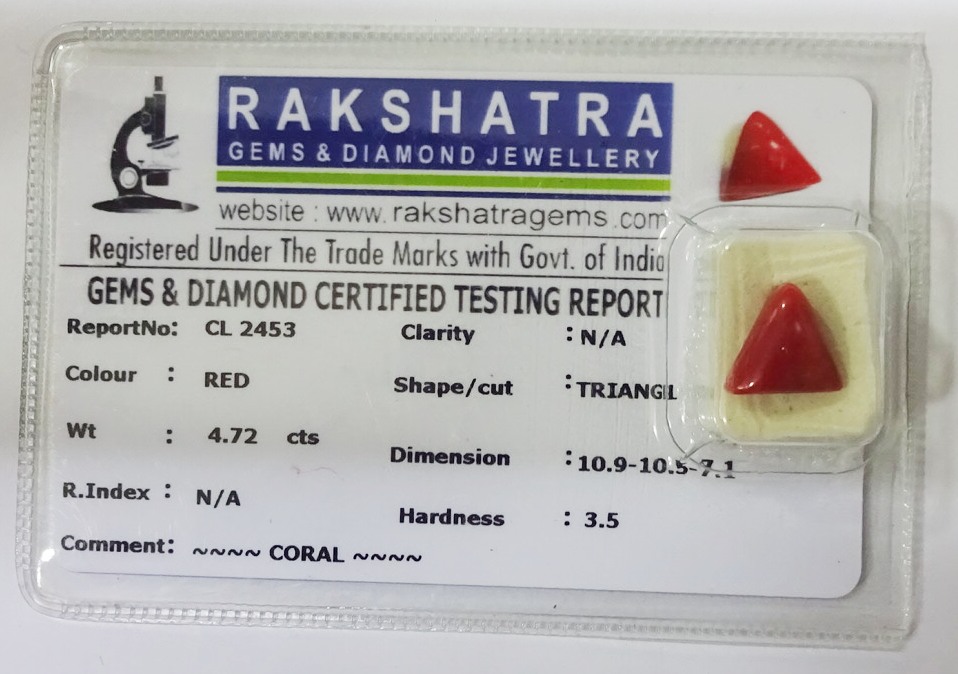 RAKSHATRA
GEMS & DIAMOND JEWELLERY
website : www.rakshatragems.com
Registered Under The Trade Marks with Govt. of India
GEMS & DIAMOND CERTIFIED TESTING REPORT
ReportNo: CL 2453
Clarity : N/A
Colour : RED
Shape/cut : TRIANGL
Wt : 4.72 cts
Dimension : 10.9-10.5-7.1
R.Index : N/A
Hardness : 3.5
Comment: ~~~~ CORAL ~~~~